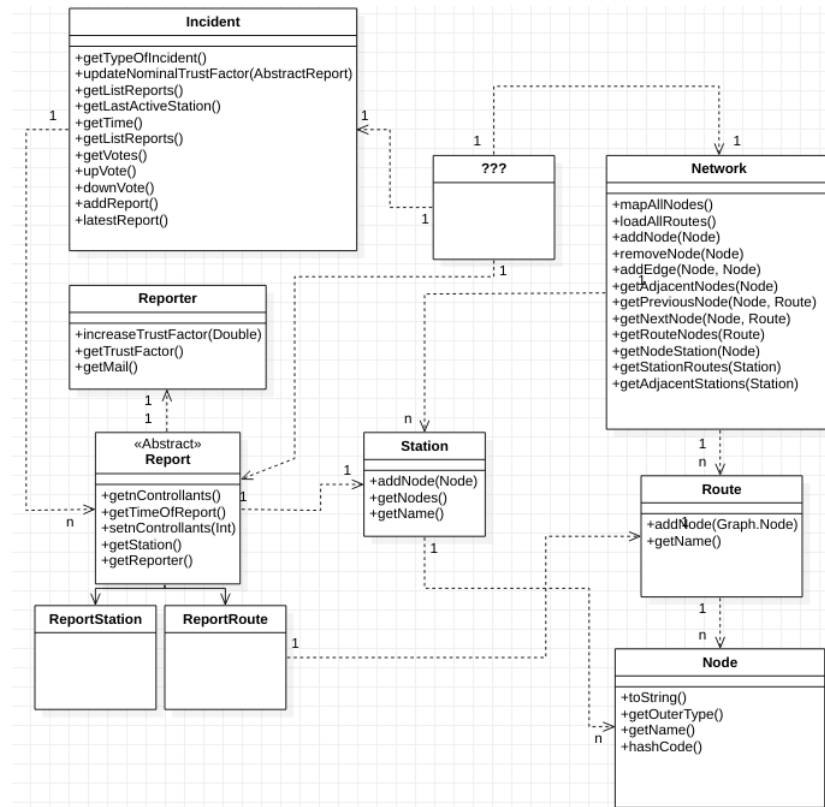 Incident
+getTypeOfIncident()
+updateNominalTrustFactor(AbstractReport)
+getListReports()
+getLastActiveStation()
+getTime()
+getListReports()
+getVotes()
+upVote()
+downVote()
+addReport()
+latestReport()
1
1
1
1
1
1
???
Network
+mapAllNodes()
+loadAllRoutes()
+addNode(Node)
+removeNode(Node)
+addEdge(Node, Node)
+getAdjacentNodes(Node)
+getPreviousNode(Node, Route)
+getNextNode(Node, Route)
+getRouteNodes(Route)
+getNodeStation(Node)
+getStationRoutes(Station)
+getAdjacentStations(Station)
1
Reporter
+increaseTrustFactor(Double)
+getTrustFactor()
+getMail()
1
1
«Abstract»
Report
+getnControllants()
+getTimeOfReport()
+setnControllants(Int)
+getStation()
+getReporter()
n
1
1
n
Station
+addNode(Node)
+getNodes()
+getName()
1
1
n
Route
+addNode(Graph.Node)
+getName()
1
1
n
ReportStation
ReportRoute
1
Node
+toString()
+getOuterType()
+getName()
+hashCode()
n